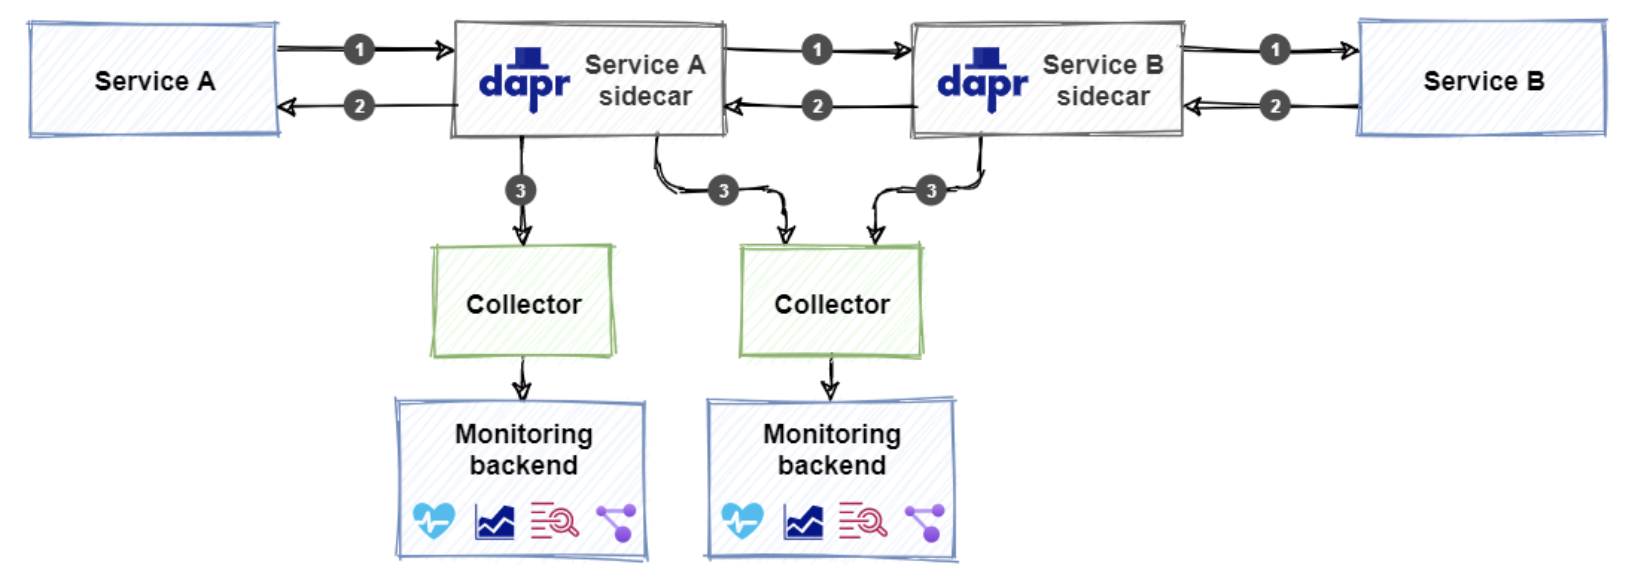 Service A
1
2
dapr
Service A
sidecar
1
2
dapr
Service B
sidecar
1
2
Service B
3
3
3
Collector
Collector
Monitoring
backend
Monitoring
backend